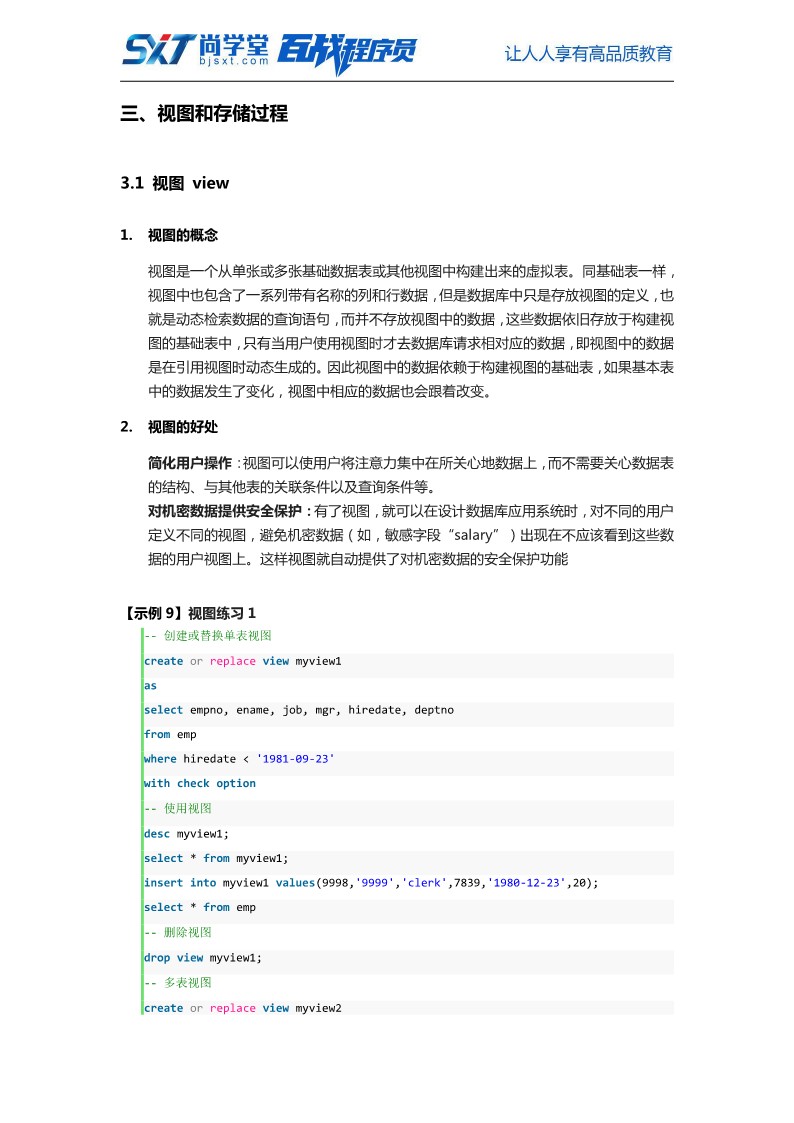 SXT 尚学堂 百战程序员 让人人享有高品质教育
bjsxt.com
三、视图和存储过程
3.1 视图 view
1. 视图的概念
视图是一个从单张或多张基础数据表或其他视图中构建出来的虚拟表。同基础表一样，
视图中也包含了一系列带有名称的列和行数据，但是数据库中只是存放视图的定义，也
就是动态检索数据的查询语句，而并不存放视图中的数据，这些数据依旧存放于构建视
图的基础表中，只有当用户使用视图时才去数据库请求相对应的数据，即视图中的数据
是在引用视图时动态生成的。因此视图中的数据依赖于构建视图的基础表，如果基本表
中的数据发生了变化，视图中相应的数据也会跟着改变。
2. 视图的好处
简化用户操作：视图可以使用户将注意力集中在所关心地数据上，而不需要关心数据表
的结构、与其他表的关联条件以及查询条件等。
对机密数据提供安全保护：有了视图，就可以在设计数据库应用系统时，对不同的用户
定义不同的视图，避免机密数据（如，敏感字段“salary”）出现在不应该看到这些数
据的用户视图上。这样视图就自动提供了对机密数据的安全保护功能
【示例 9】视图练习 1
-- 创建或替换单表视图
create or replace view myview1
as
select empno, ename, job, mgr, hiredate, deptno
from emp
where hiredate < '1981-09-23'
with check option
-- 使用视图
desc myview1;
select * from myview1;
insert into myview1 values(9998,'9999','clerk',7839,'1980-12-23',20);
select * from emp
-- 删除视图
drop view myview1;
-- 多表视图
create or replace view myview2